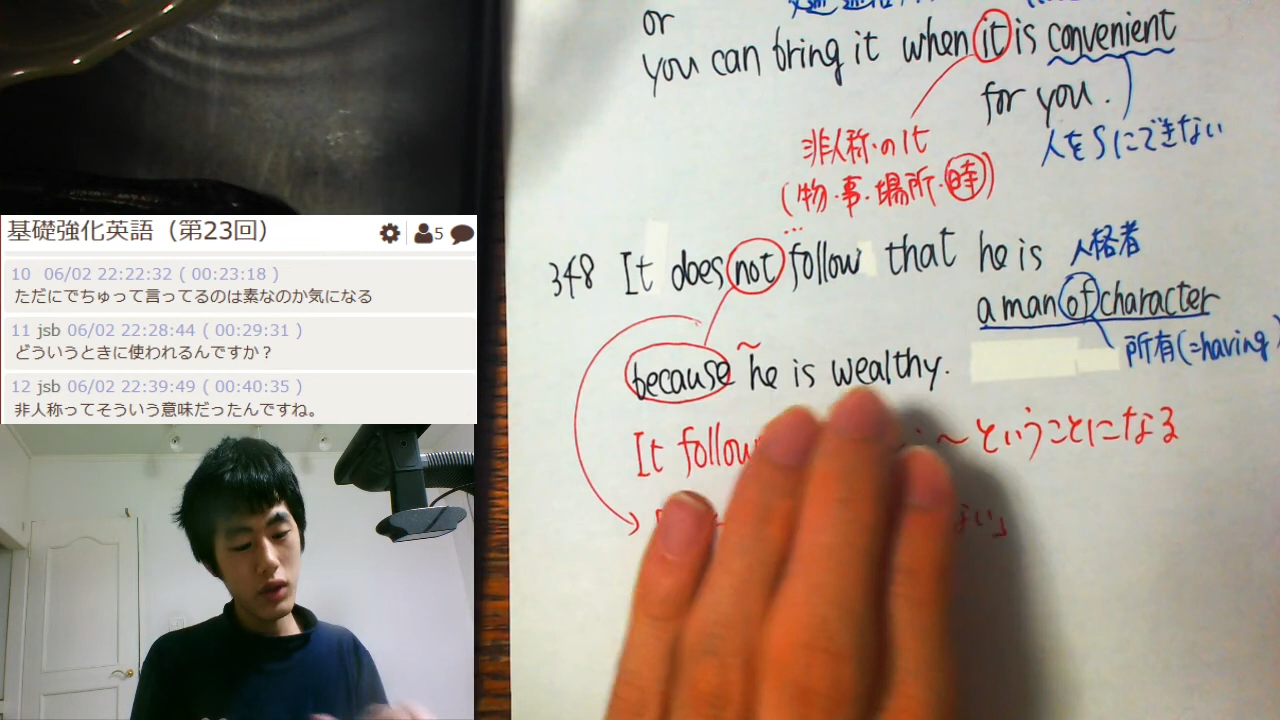 基礎強化英語（第23回）
5
10 06/02 22:22:32 ( 00:23:18 )
ただにでちゅって言ってるのは素なのか気になる
11 jsb 06/02 22:28:44 ( 00:29:31 )
どういうときに使われるんですか？
12 jsb 06/02 22:39:49 ( 00:40:35 )
非人称ってそういう意味だったんですね。
or
you can bring it when it is convenient
for you.
人をSにできない
非人称のit
(物・事・場所・時)
348 It does not follow that he is
人格者
a man of character
所有(=having)
because he is wealthy.
It follow
～ということになる
ない」